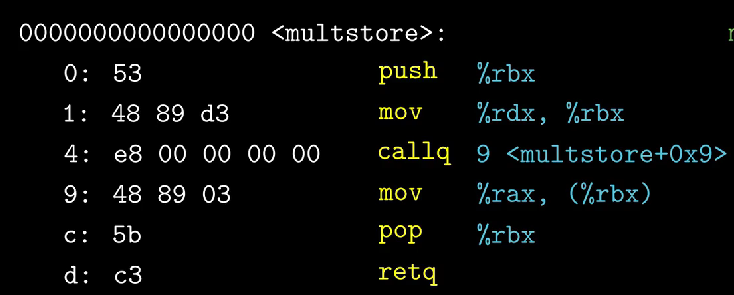 0000000000000000 <multstore>:
0: 53 push %rbx
1: 48 89 d3 mov %rdx, %rbx
4: e8 00 00 00 00 callq 9 <multstore+0x9>
9: 48 89 03 mov %rax, (%rbx)
c: 5b pop %rbx
d: c3 retq